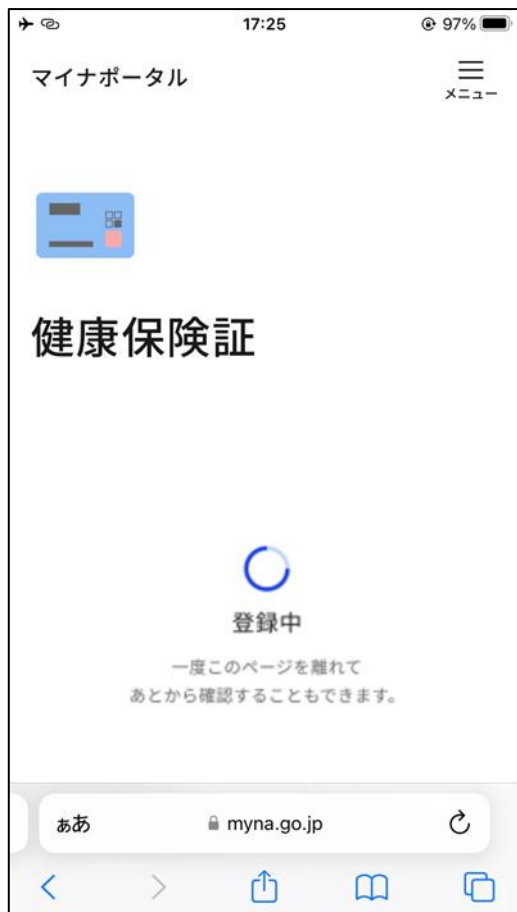 17:25
97%
マイナポータル
メニュー
健康保険証
登録中
一度このページを離れて
あとから確認することもできます。
ぁあ
myna.go.jp